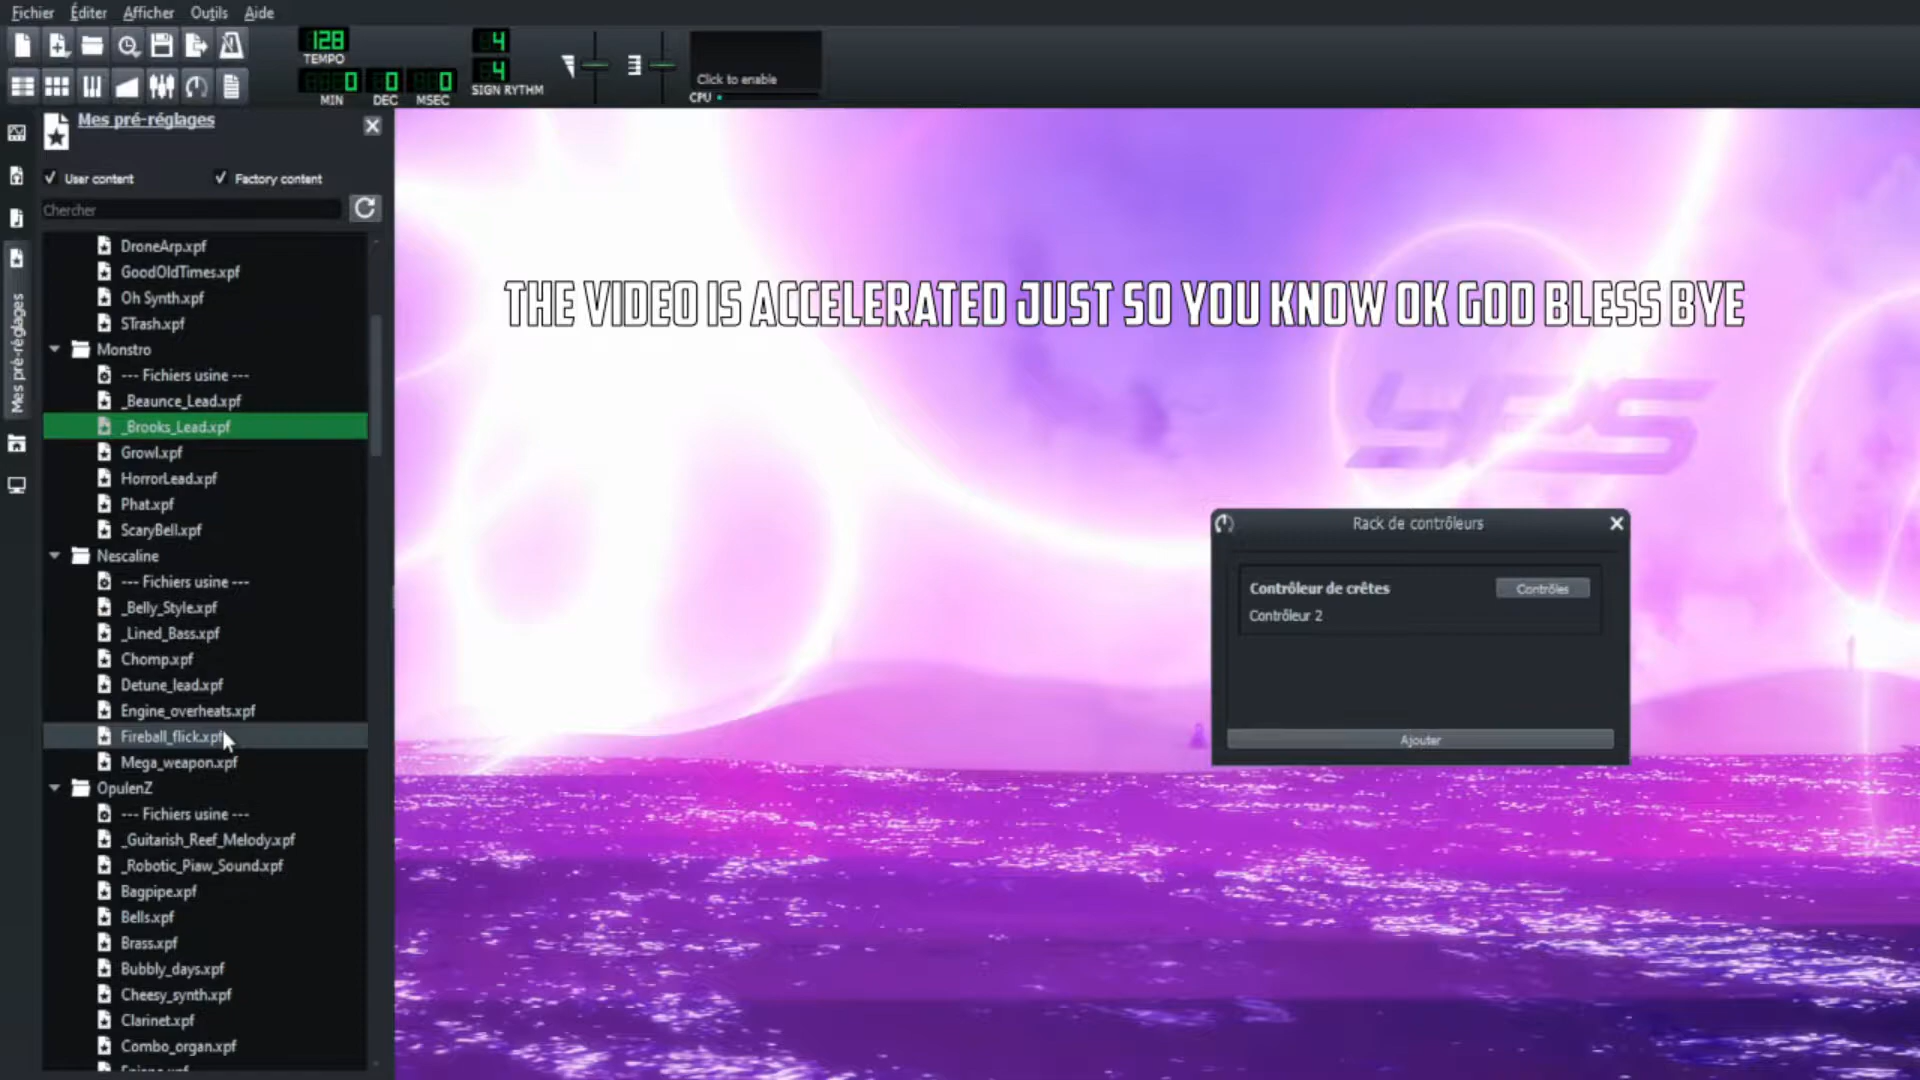 Fichier Éditer Afficher Outils Aide
128
TEMPO
0 0 0
MIN DEC MSEC
4
4
SIGN RYTHM
Click to enable
CPU
Mes pré-réglages
User content Factory content
Chercher
Mes pré-réglages
DroneArp.xpf
GoodOldTimes.xpf
Oh Synth.xpf
STrash.xpf
Monstro
--- Fichiers usine ---
_Beaunce_Lead.xpf
_Brooks_Lead.xpf
Growl.xpf
HorrorLead.xpf
Phat.xpf
ScaryBell.xpf
Nescaline
--- Fichiers usine ---
_Belly_Style.xpf
_Lined_Bass.xpf
Chomp.xpf
Detune_lead.xpf
Engine_overheats.xpf
Fireball_flick.xpf
Mega_weapon.xpf
OpulenZ
--- Fichiers usine ---
_Guitarish_Reef_Melody.xpf
_Robotic_Piaw_Sound.xpf
Bagpipe.xpf
Bells.xpf
Brass.xpf
Bubbly_days.xpf
Cheesy_synth.xpf
Clarinet.xpf
Combo_organ.xpf
THE VIDEO IS ACCELERATED JUST SO YOU KNOW OK GOD BLESS BYE
Rack de contrôleurs
Contrôleur de crêtes Contrôles
Contrôleur 2
Ajouter